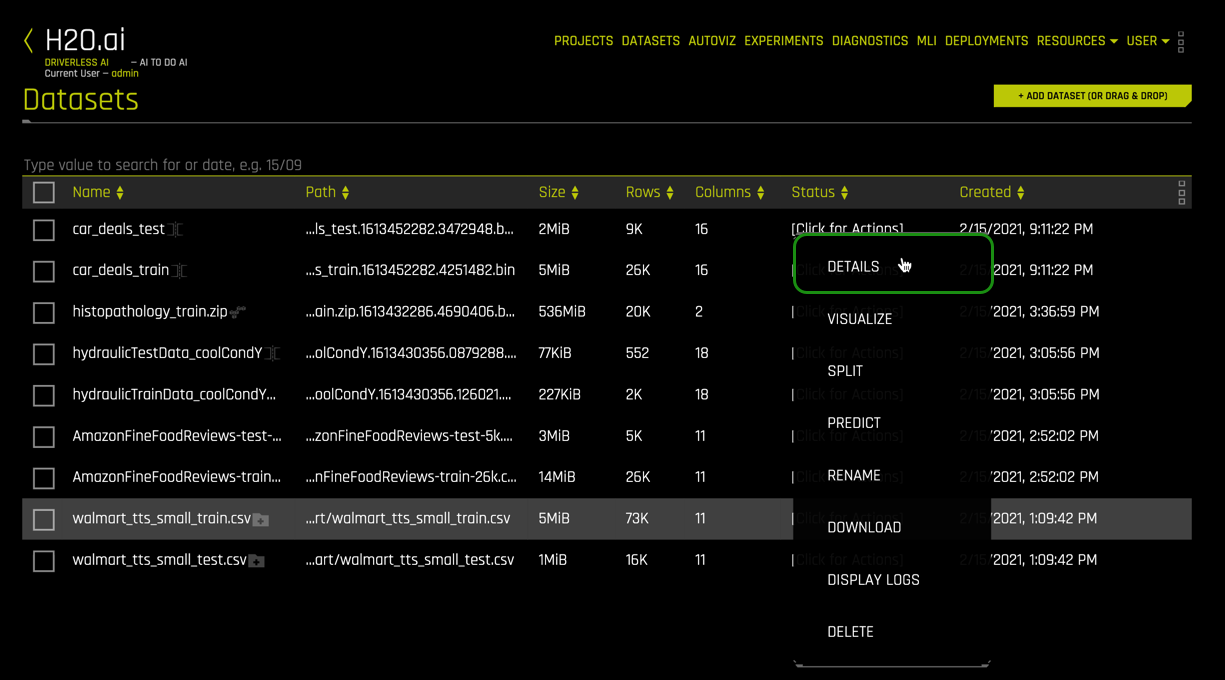 H2O.ai
DRIVERLESS AI — AI TO DO AI
Current User — admin
PROJECTS DATASETS AUTOVIZ EXPERIMENTS DIAGNOSTICS MLI DEPLOYMENTS RESOURCES USER
Datasets
+ ADD DATASET (OR DRAG & DROP)
Type value to search for or date, e.g. 15/09
Name Path Size Rows Columns Status Created
car_deals_test ...ls_test.1613452282.3472948.b... 2MiB 9K 16 [Click for Actions] 2/15/2021, 9:11:22 PM
car_deals_train ...s_train.1613452282.4251482.bin 5MiB 26K 16 [Click for Actions] 2/15/2021, 9:11:22 PM
histopathology_train.zip ...ain.zip.1613432286.4690406.b... 536MiB 20K 2 [Click for Actions] 2/15/2021, 3:36:59 PM
hydraulicTestData_coolCondY ...olCondY.1613430356.0879288.... 77KiB 552 18 [Click for Actions] 2/15/2021, 3:05:56 PM
hydraulicTrainData_coolCondY... ...oolCondY.1613430356.126021.... 227KiB 2K 18 [Click for Actions] 2/15/2021, 3:05:56 PM
AmazonFineFoodReviews-test-... ...zonFineFoodReviews-test-5k.... 3MiB 5K 11 [Click for Actions] 2/15/2021, 2:52:02 PM
AmazonFineFoodReviews-train... ...nFineFoodReviews-train-26k.c... 14MiB 26K 11 [Click for Actions] 2/15/2021, 2:52:02 PM
walmart_tts_small_train.csv ...rt/walmart_tts_small_train.csv 5MiB 73K 11 [Click for Actions] 2/15/2021, 1:09:42 PM
walmart_tts_small_test.csv ...art/walmart_tts_small_test.csv 1MiB 16K 11 [Click for Actions] 2/15/2021, 1:09:42 PM
DETAILS
VISUALIZE
SPLIT
PREDICT
RENAME
DOWNLOAD
DISPLAY LOGS
DELETE